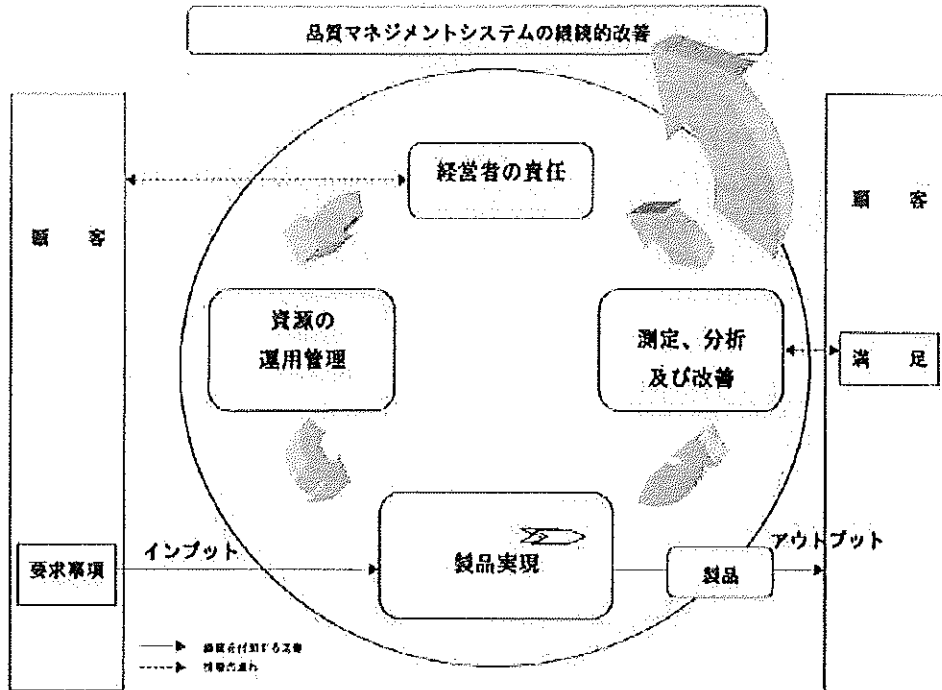 品質マネジメントシステムの継続的改善
経営者の責任
顧 客
顧 客
資源の
運用管理
測定、分析
及び改善
満 足
インプット
アウトプット
要求事項
製品実現
製品